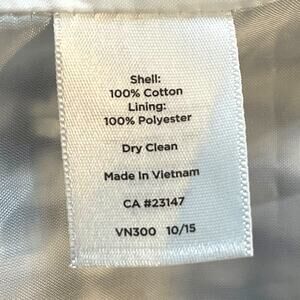 Shell:
100% Cotton
Lining:
100% Polyester
Dry Clean
Made In Vietnam
CA #23147
VN300 10/15